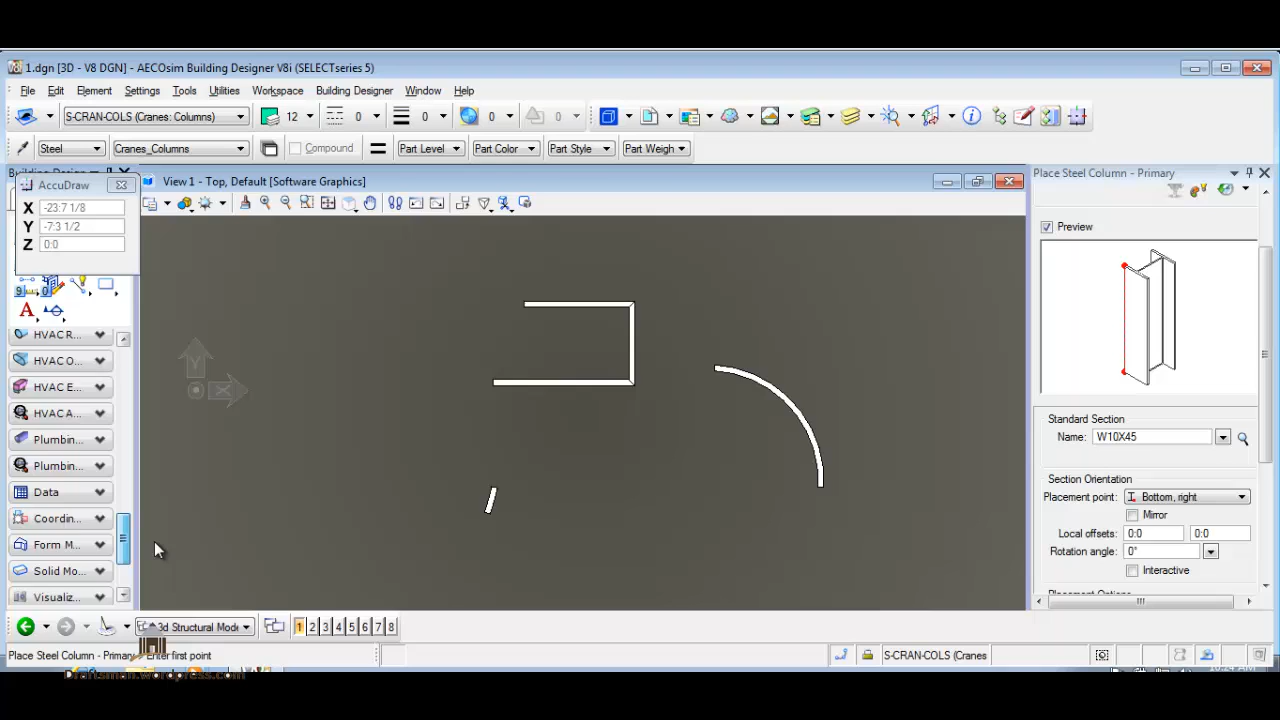 1.dgn [3D - V8 DGN] - AECOsim Building Designer V8i (SELECTseries 5)
File Edit Element Settings Tools Utilities Workspace Building Designer Window Help
S-CRAN-COLS (Cranes: Columns) 12 0 0 0 0
Steel Cranes_Columns Compound Part Level Part Color Part Style Part Weigh
AccuDraw
X -23:7 1/8
Y -7:3 1/2
Z 0:0
View 1 - Top, Default [Software Graphics]
Y
X
HVAC R...
HVAC O...
HVAC E...
HVAC A...
Plumbin...
Plumbin...
Data
Coordin...
Form M...
Solid Mo...
Visualiz...
Place Steel Column - Primary
Preview
Standard Section
Name: W10X45
Section Orientation
Placement point: Bottom, right
Mirror
Local offsets: 0:0 0:0
Rotation angle: 0°
Interactive
3d Structural Mode 1 2 3 4 5 6 7 8
Place Steel Column - Primary > Enter first point S-CRAN-COLS (Cranes
Draftsman.wordpress.com